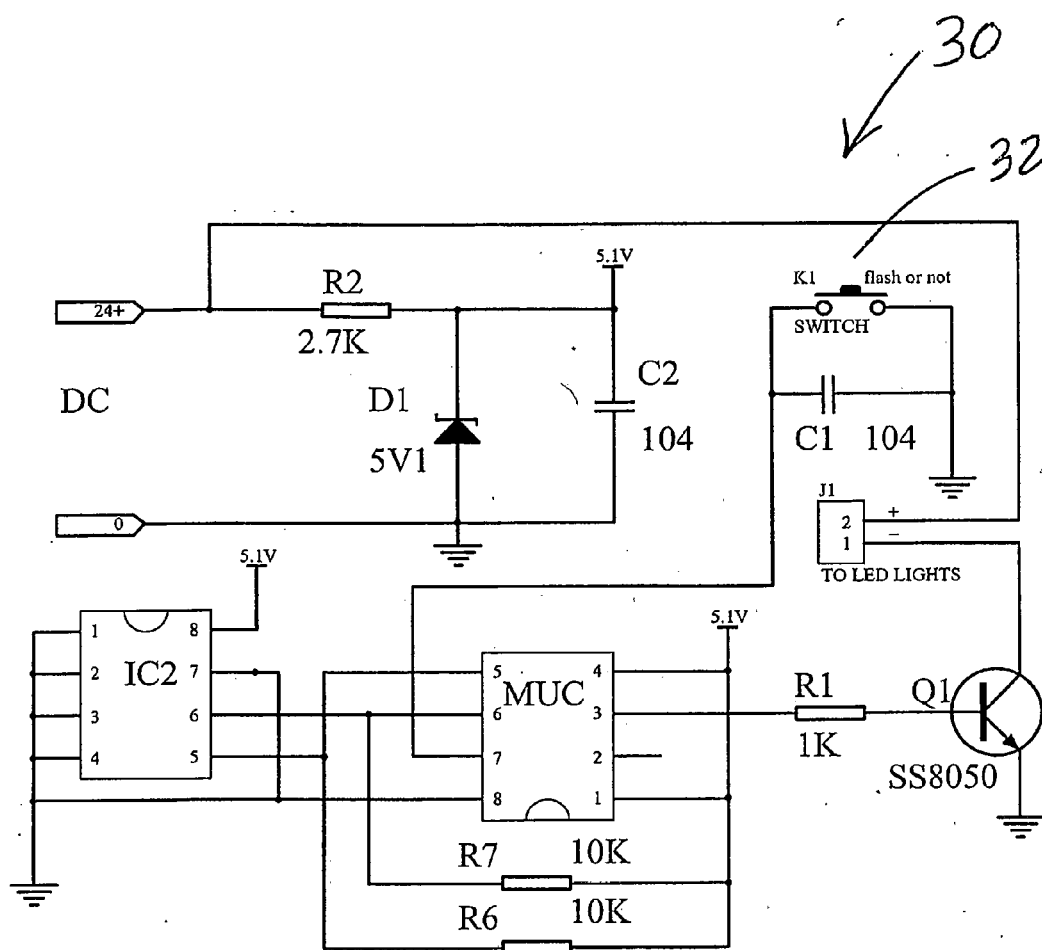 30
32
5.1V
K1 flash or not
R2
24+
SWITCH
2.7K
C2
DC
D1
104
C1 104
5V1
J1
0
2 +
1 −
TO LED LIGHTS
5.1V
5.1V
1 8
2 IC2 7
3 6
4 5
5 MUC 4
6 3
7 2
8 1
R1
1K
Q1
SS8050
R7 10K
R6 10K